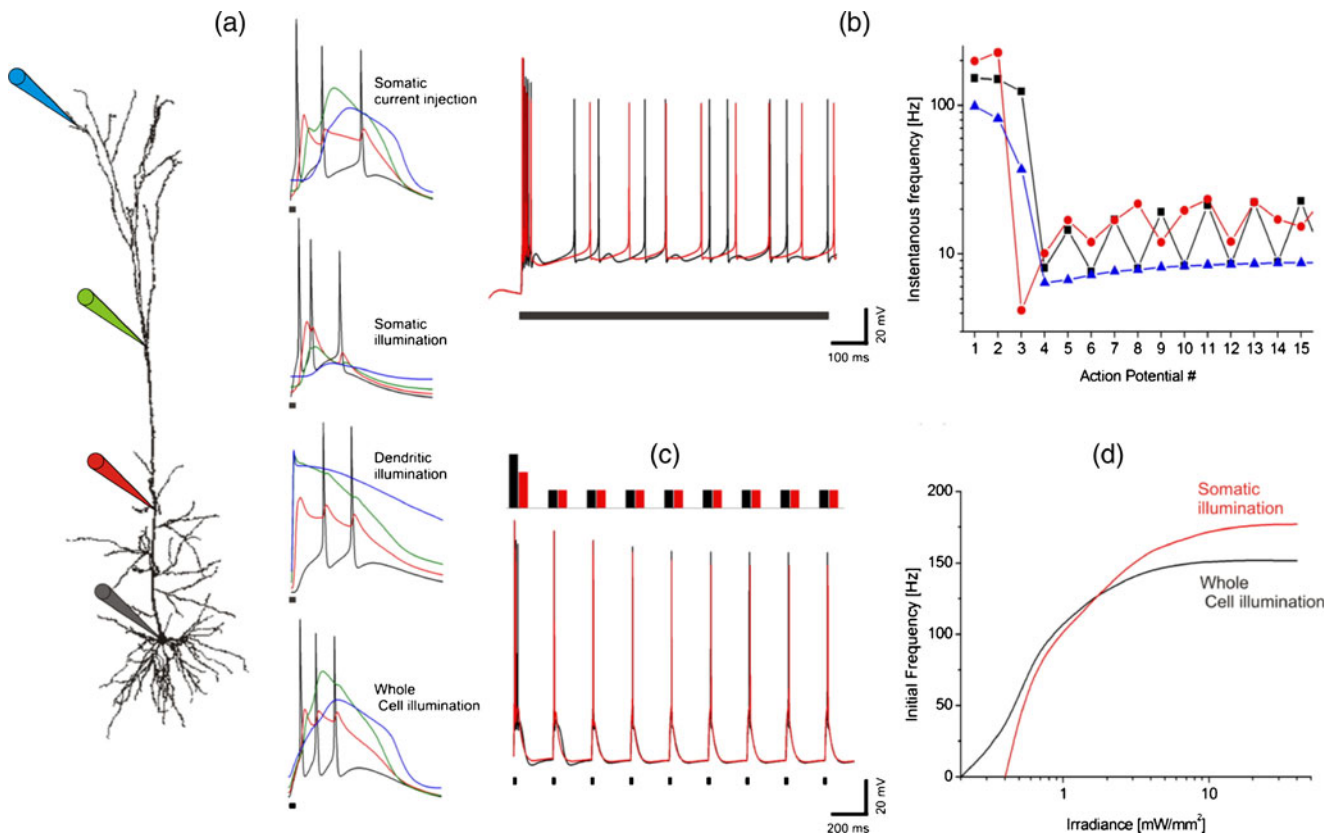 (a)
Somatic
current injection
Somatic
illumination
Dendritic
illumination
Whole
Cell illumination
(b)
20 mV
100 ms
Instentanous frequency [Hz]
100
10
1 2 3 4 5 6 7 8 9 10 11 12 13 14 15
Action Potential #
(c)
20 mV
200 ms
(d)
Initial Frequency [Hz]
200
150
100
50
0
Somatic
illumination
Whole
Cell illumination
1 10
Irradiance [mW/mm²]